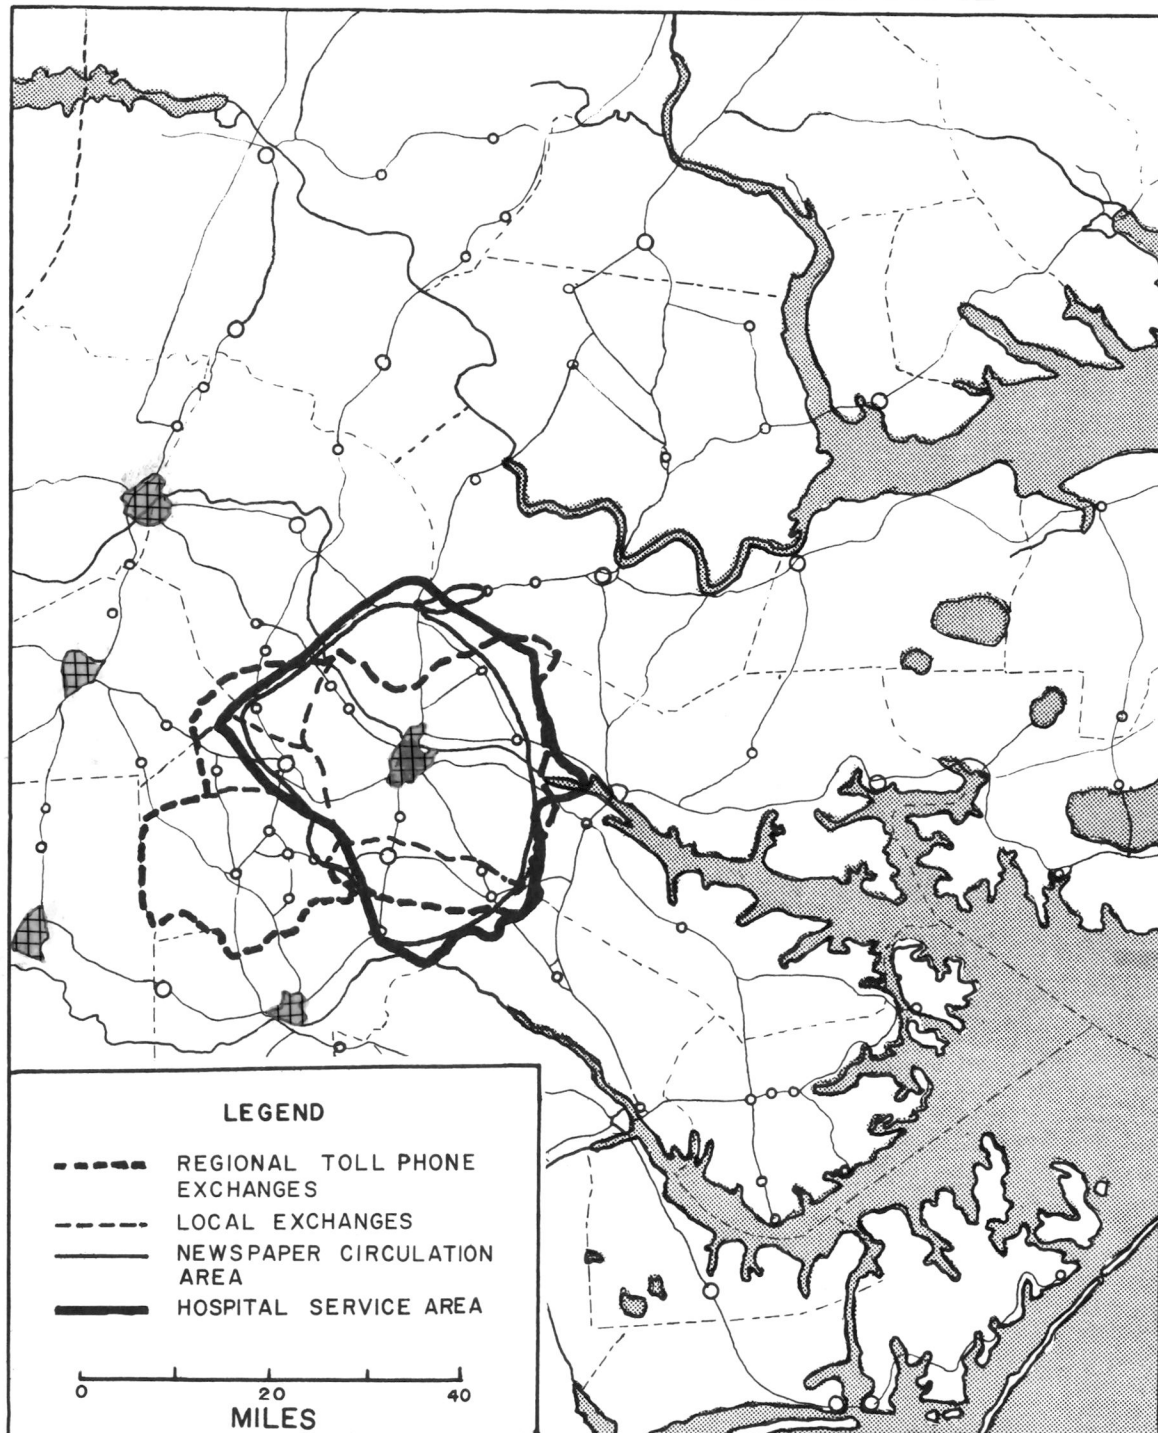 LEGEND
REGIONAL TOLL PHONE
EXCHANGES
LOCAL EXCHANGES
NEWSPAPER CIRCULATION
AREA
HOSPITAL SERVICE AREA
0 20 40
MILES